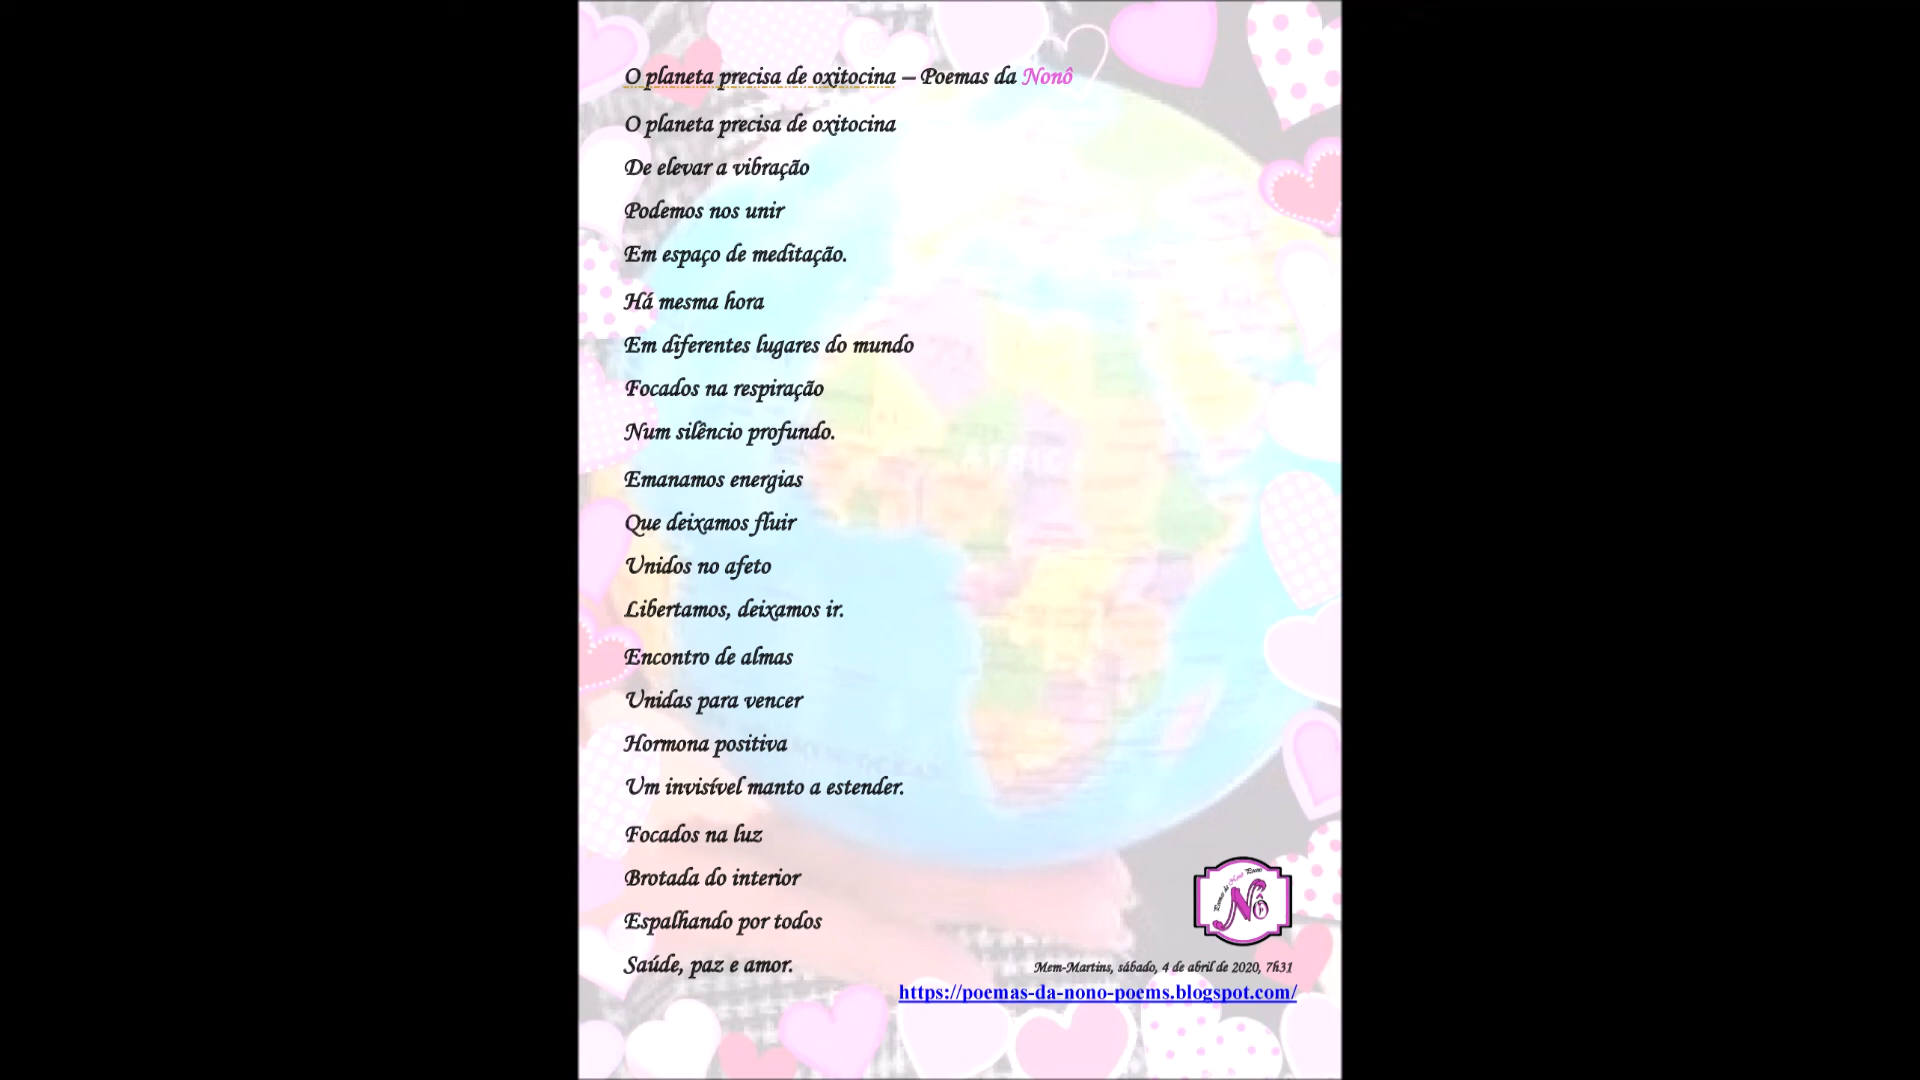 O planeta precisa de oxitocina – Poemas da Nonô
O planeta precisa de oxitocina
De elevar a vibração
Podemos nos unir
Em espaço de meditação.
Há mesma hora
Em diferentes lugares do mundo
Focados na respiração
Num silêncio profundo.
Emanamos energias
Que deixamos fluir
Unidos no afeto
Libertamos, deixamos ir.
Encontro de almas
Unidas para vencer
Hormona positiva
Um invisível manto a estender.
Focados na luz
Brotada do interior
Espalhando por todos
Saúde, paz e amor.
Mem-Martins, sábado, 4 de abril de 2020, 7h31
https://poemas-da-nono-poems.blogspot.com/
ÁFRICA